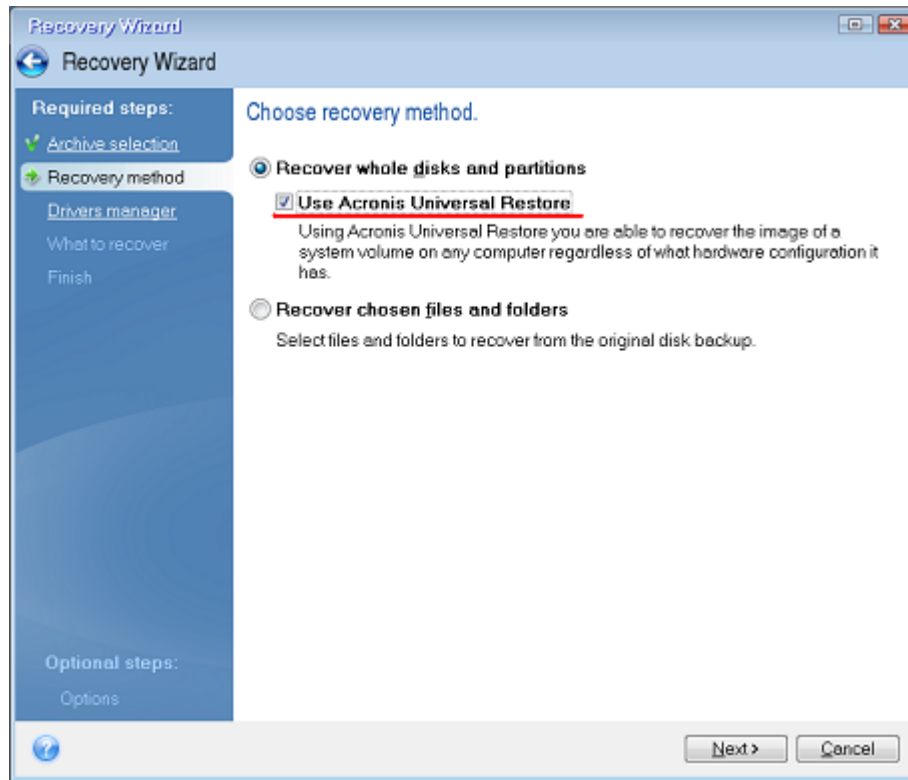 Recovery Wizard
Recovery Wizard
Required steps:
Archive selection
Recovery method
Drivers manager
What to recover
Finish
Optional steps:
Options
Choose recovery method.
Recover whole disks and partitions
Use Acronis Universal Restore
Using Acronis Universal Restore you are able to recover the image of a
system volume on any computer regardless of what hardware configuration it
has.
Recover chosen files and folders
Select files and folders to recover from the original disk backup.
?
Next >
Cancel